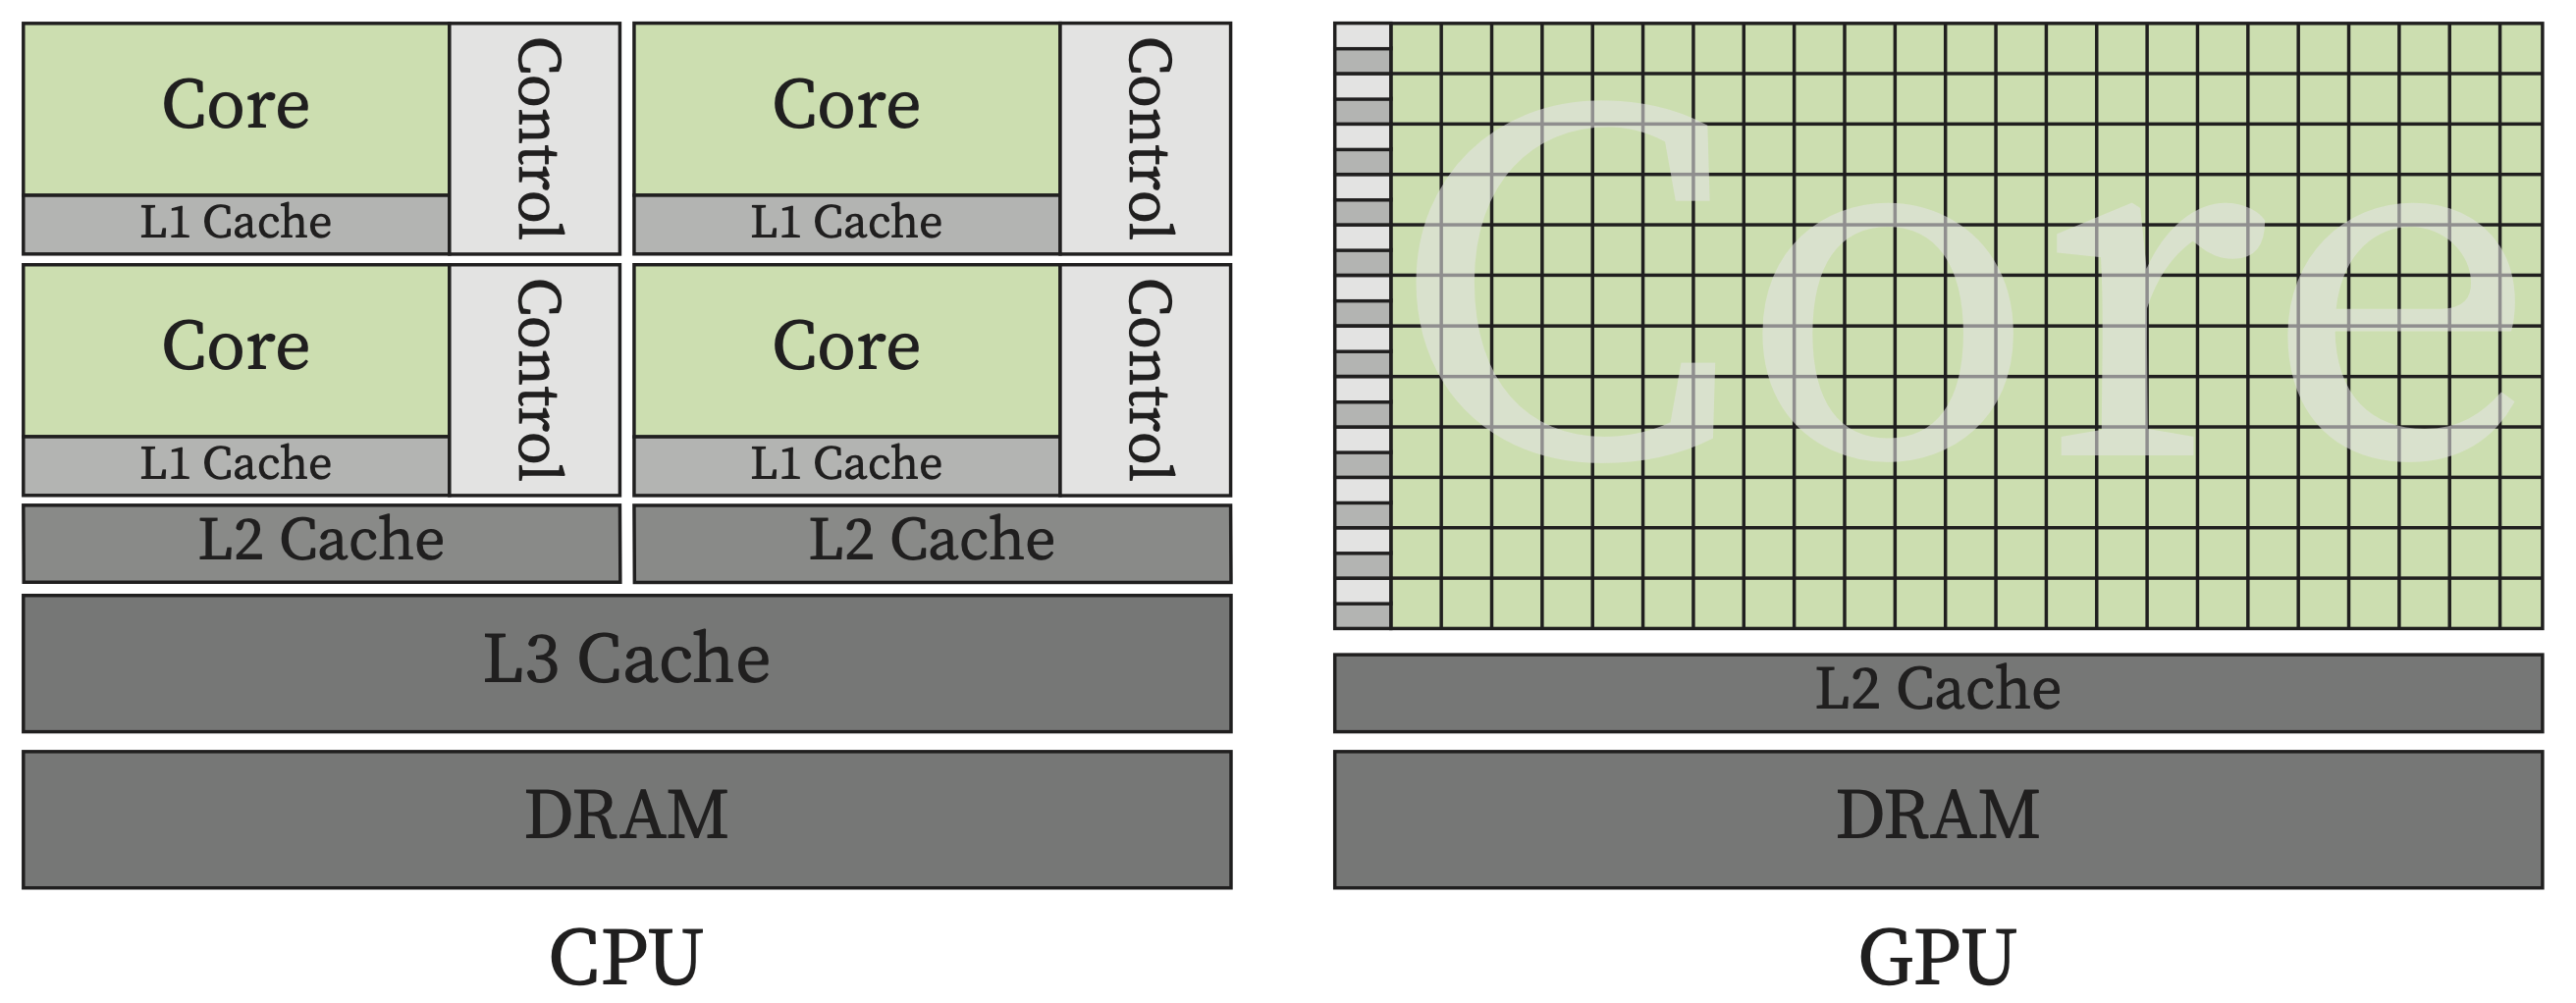 Core
Control
Core
Control
L1 Cache
L1 Cache
Core
Control
Core
Control
L1 Cache
L1 Cache
L2 Cache
L2 Cache
L3 Cache
DRAM
CPU
Core
L2 Cache
DRAM
GPU